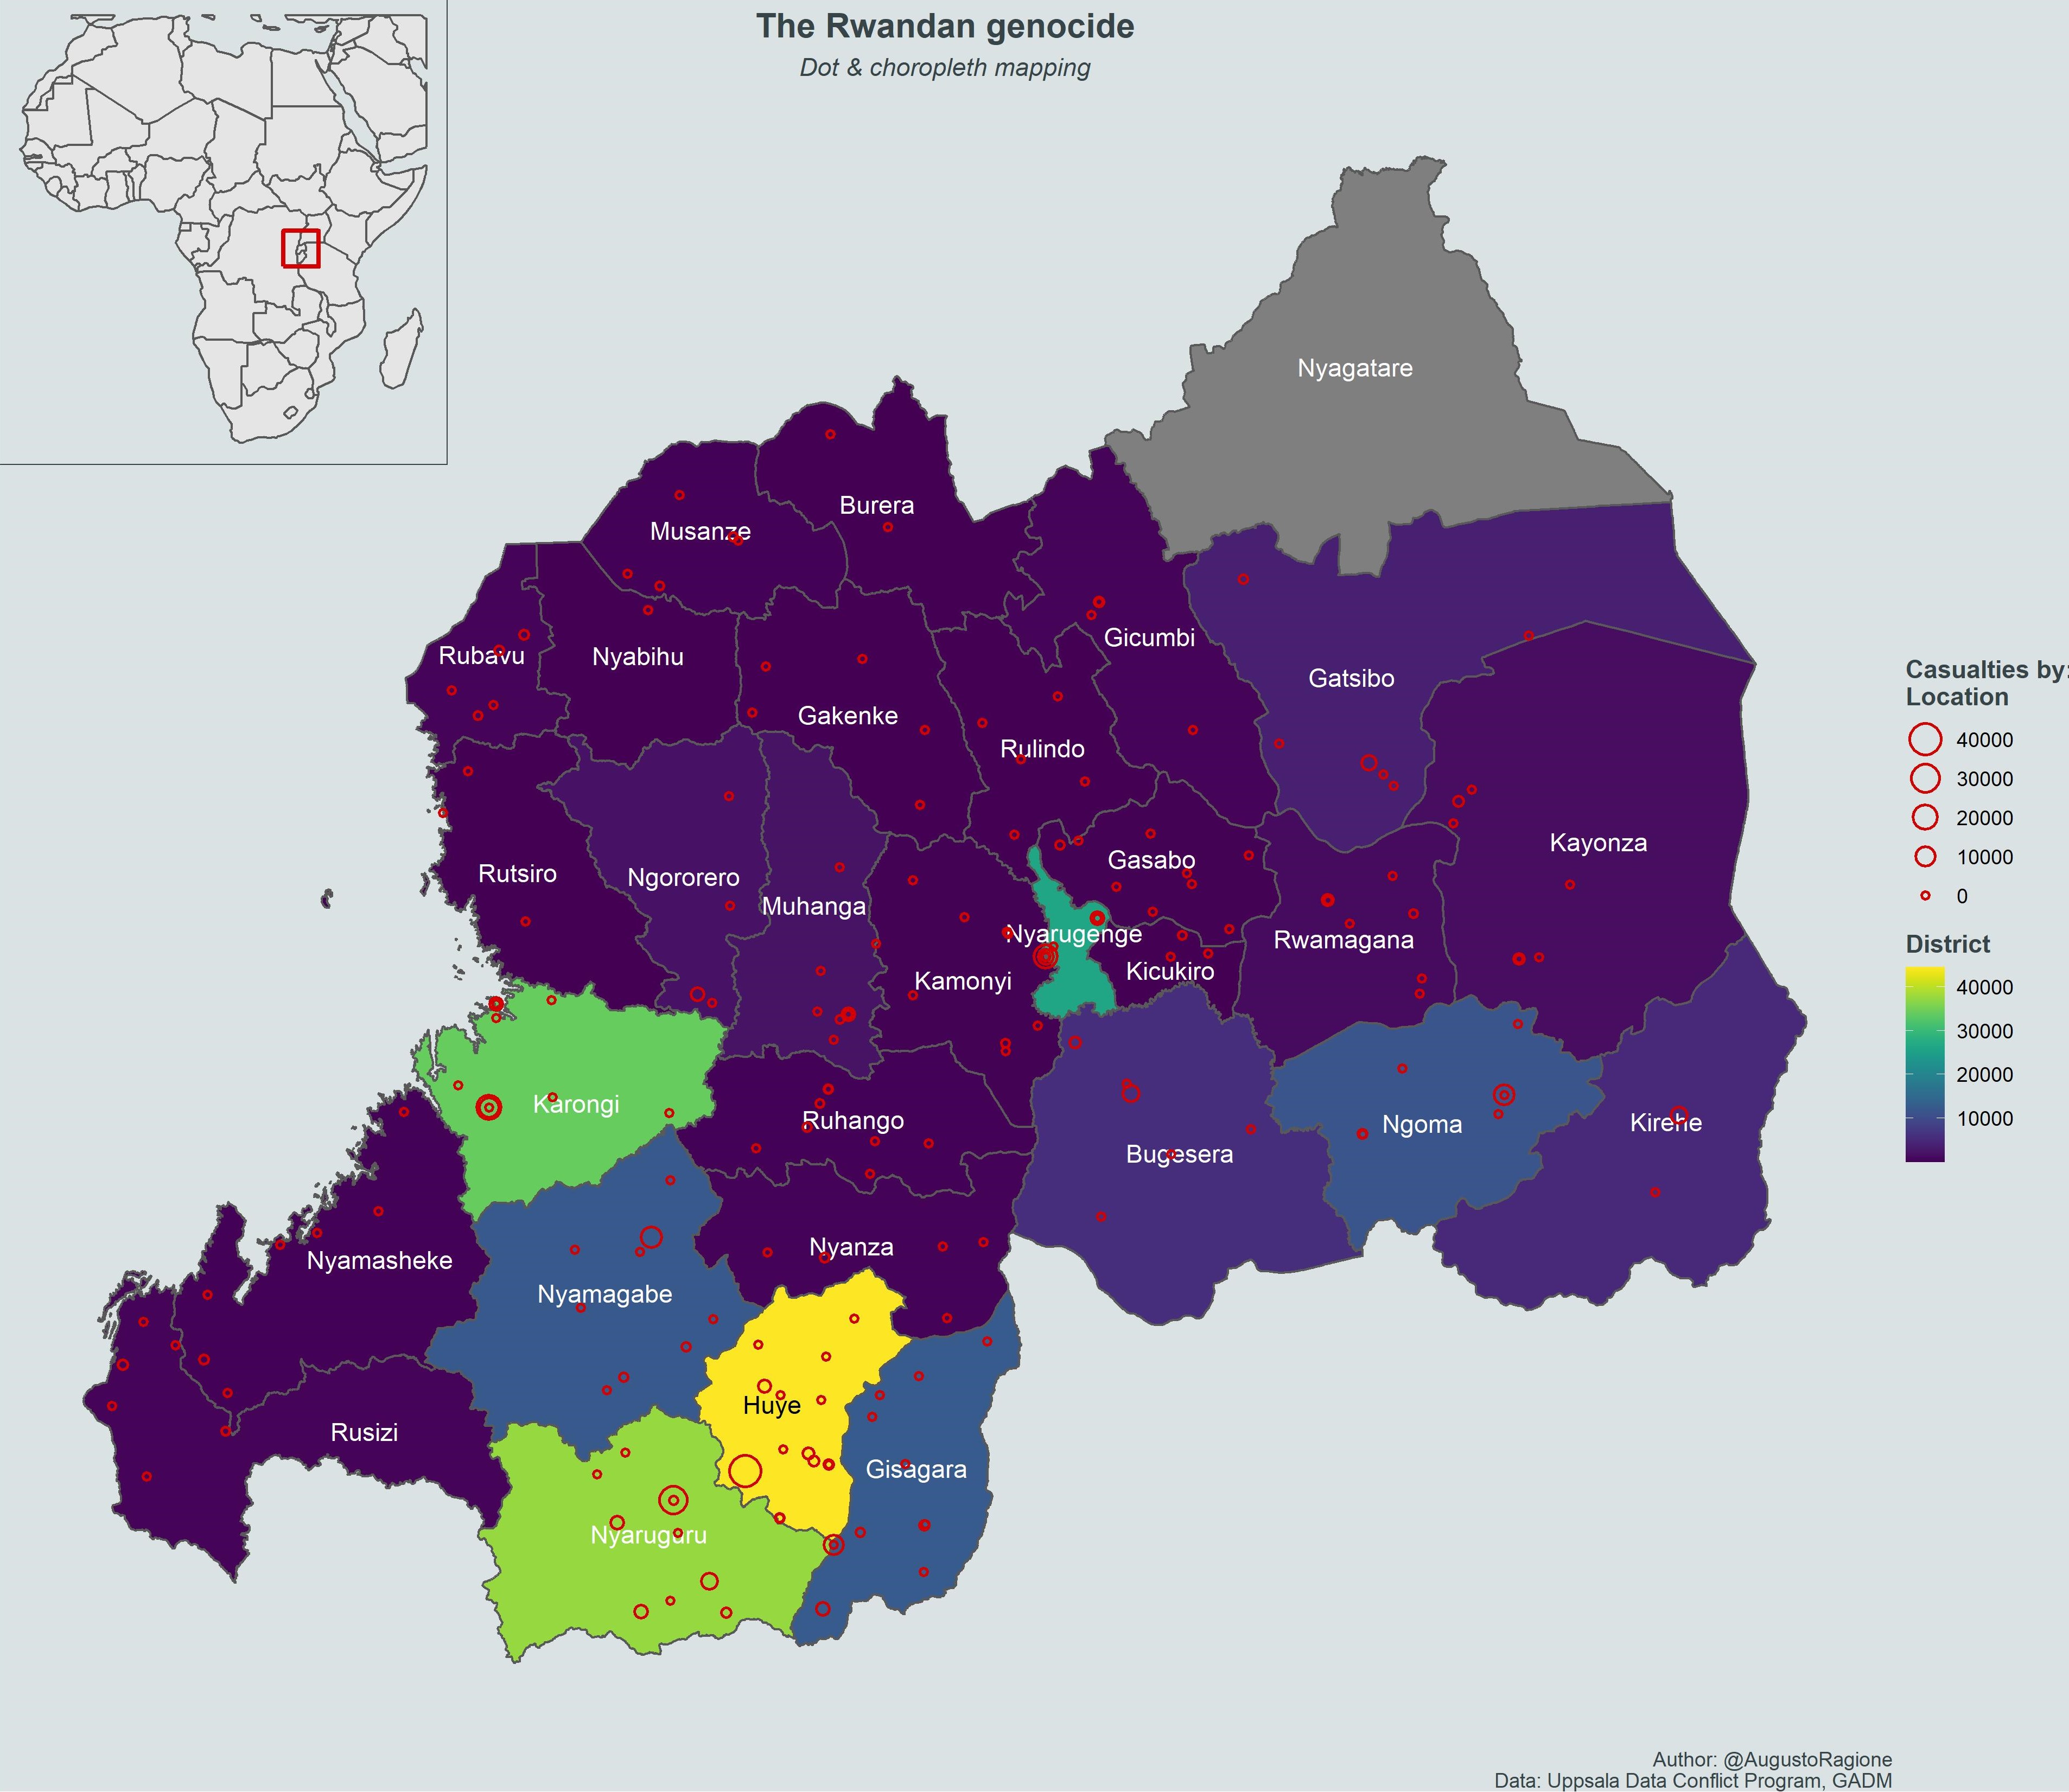 The Rwandan genocide
Dot & choropleth mapping
Nyagatare
Burera
Musanze
Gicumbi
Rubavu
Nyabihu
Gatsibo
Gakenke
Rulindo
Kayonza
Gasabo
Rutsiro
Ngororero
Muhanga
Nyarugenge
Rwamagana
Kicukiro
Kamonyi
Karongi
Ruhango
Ngoma
Kirehe
Bugesera
Nyanza
Nyamasheke
Nyamagabe
Huye
Rusizi
Gisagara
Nyaruguru
Casualties by:
Location
40000
30000
20000
10000
0
District
40000
30000
20000
10000
Author: @AugustoRagione
Data: Uppsala Data Conflict Program, GADM